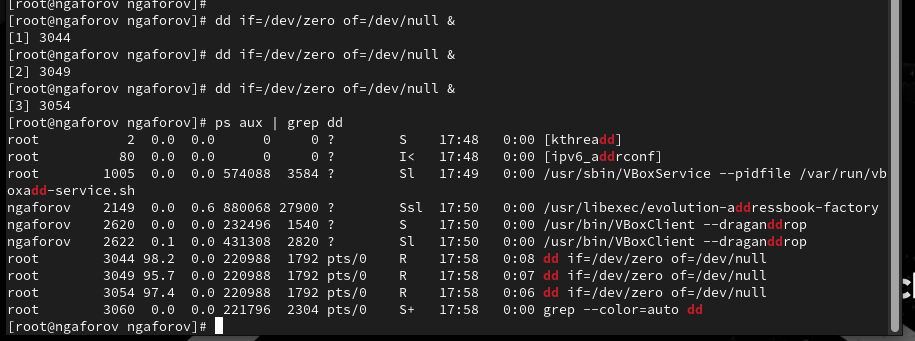 [root@ngaforov ngaforov]#
[root@ngaforov ngaforov]# dd if=/dev/zero of=/dev/null &
[1] 3044
[root@ngaforov ngaforov]# dd if=/dev/zero of=/dev/null &
[2] 3049
[root@ngaforov ngaforov]# dd if=/dev/zero of=/dev/null &
[3] 3054
[root@ngaforov ngaforov]# ps aux | grep dd
root           2  0.0  0.0      0     0 ?        S    17:48   0:00 [kthreadd]
root          80  0.0  0.0      0     0 ?        I<   17:48   0:00 [ipv6_addrconf]
root        1005  0.0  0.0 574088  3584 ?        Sl   17:49   0:00 /usr/sbin/VBoxService --pidfile /var/run/vb
oxadd-service.sh
ngaforov    2149  0.0  0.6 880068 27900 ?        Ssl  17:50   0:00 /usr/libexec/evolution-addressbook-factory
ngaforov    2620  0.0  0.0 232496  1540 ?        S    17:50   0:00 /usr/bin/VBoxClient --draganddrop
ngaforov    2622  0.1  0.0 431308  2820 ?        Sl   17:50   0:00 /usr/bin/VBoxClient --draganddrop
root        3044 98.2  0.0 220988  1792 pts/0    R    17:58   0:08 dd if=/dev/zero of=/dev/null
root        3049 95.7  0.0 220988  1792 pts/0    R    17:58   0:07 dd if=/dev/zero of=/dev/null
root        3054 97.4  0.0 220988  1792 pts/0    R    17:58   0:06 dd if=/dev/zero of=/dev/null
root        3060  0.0  0.0 221796  2304 pts/0    S+   17:58   0:00 grep --color=auto dd
[root@ngaforov ngaforov]#